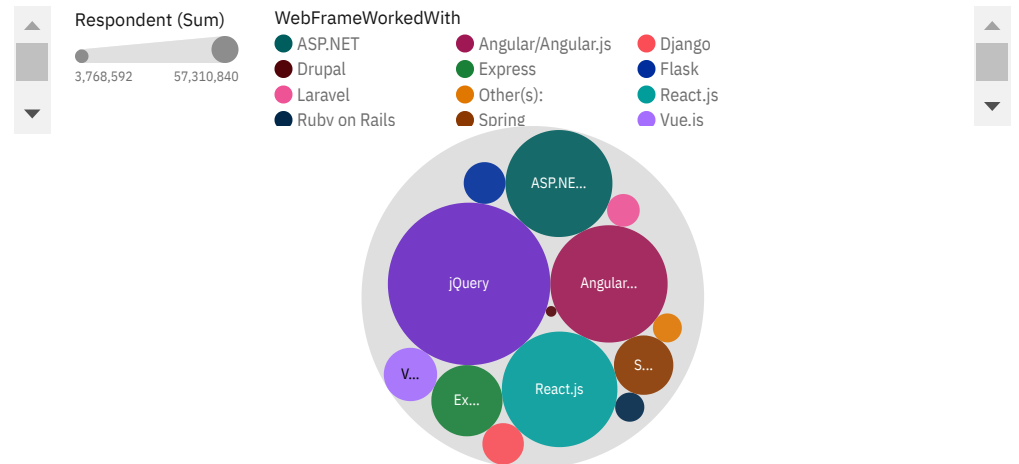 Respondent (Sum)
3,768,592 57,310,840
WebFrameWorkedWith
ASP.NET Angular/Angular.js Django
Drupal Express Flask
Laravel Other(s): React.js
Ruby on Rails Spring Vue.js
ASP.NE...
jQuery
Angular...
S...
V...
React.js
Ex...